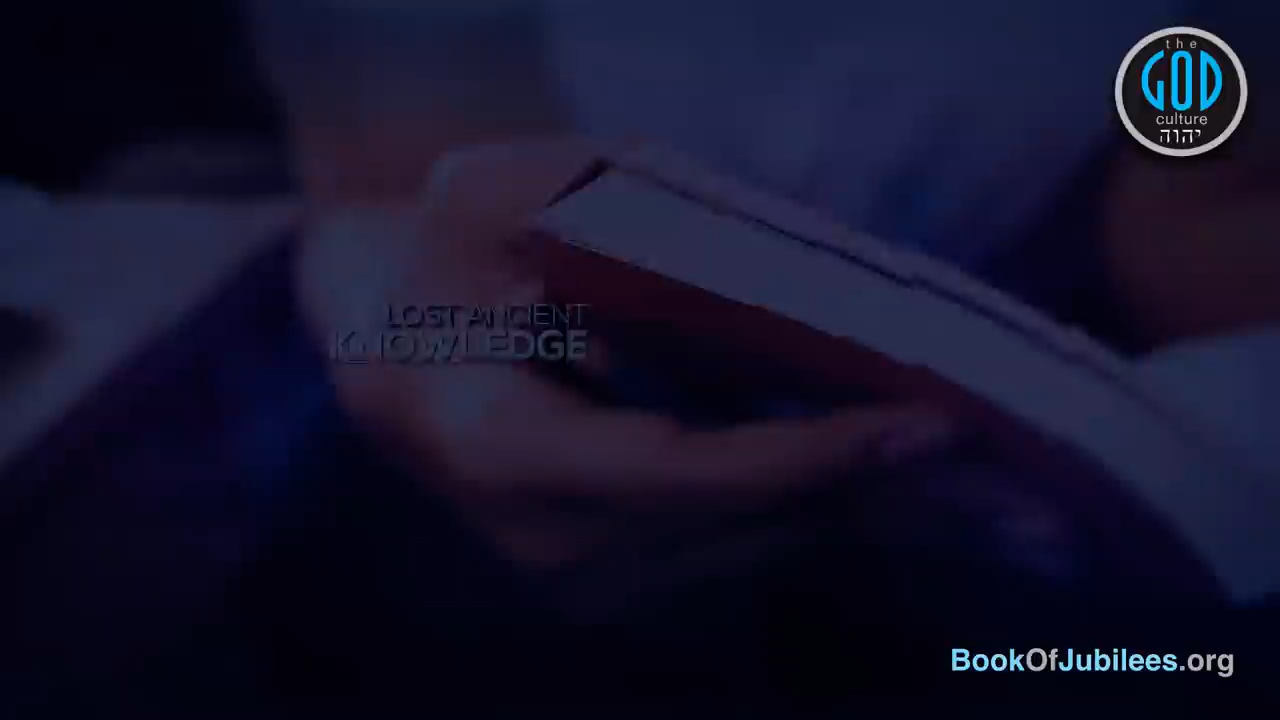 the
GOD
culture
יהוה
LOST ANCIENT
KNOWLEDGE
BookOfJubilees.org